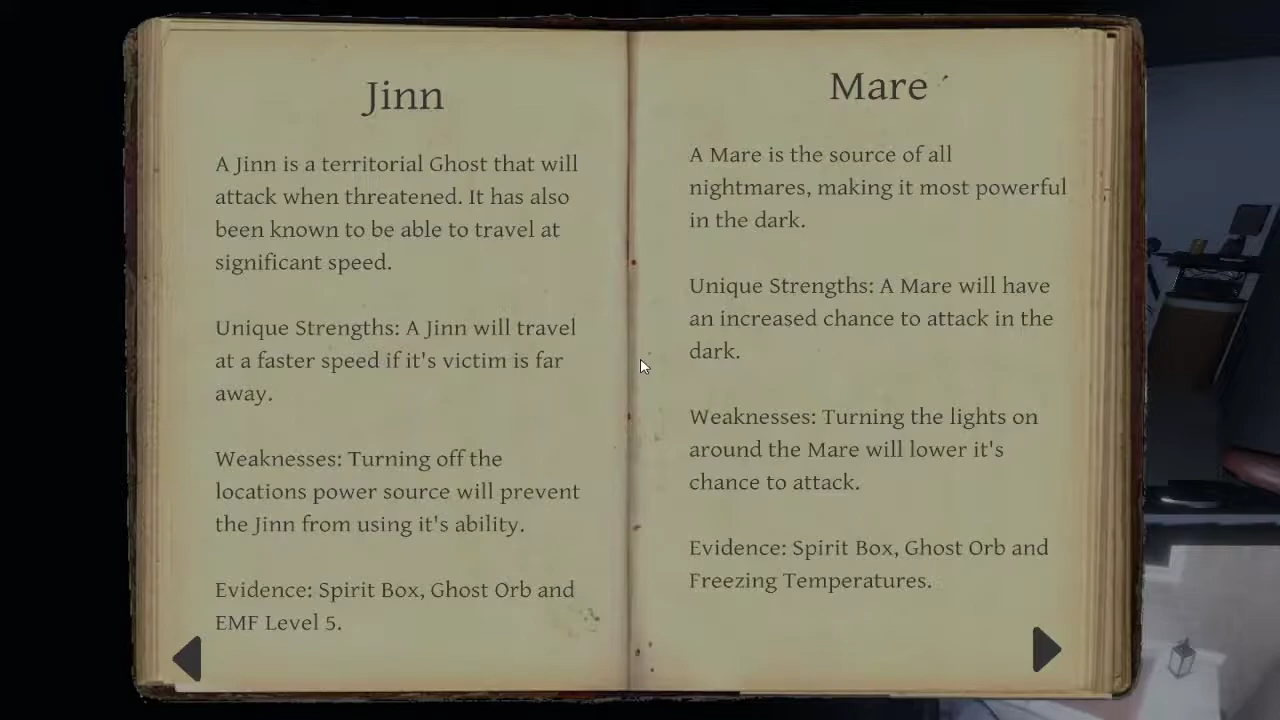 Jinn
A Jinn is a territorial Ghost that will
attack when threatened. It has also
been known to be able to travel at
significant speed.
Unique Strengths: A Jinn will travel
at a faster speed if it's victim is far
away.
Weaknesses: Turning off the
locations power source will prevent
the Jinn from using it's ability.
Evidence: Spirit Box, Ghost Orb and
EMF Level 5.
Mare
A Mare is the source of all
nightmares, making it most powerful
in the dark.
Unique Strengths: A Mare will have
an increased chance to attack in the
dark.
Weaknesses: Turning the lights on
around the Mare will lower it's
chance to attack.
Evidence: Spirit Box, Ghost Orb and
Freezing Temperatures.